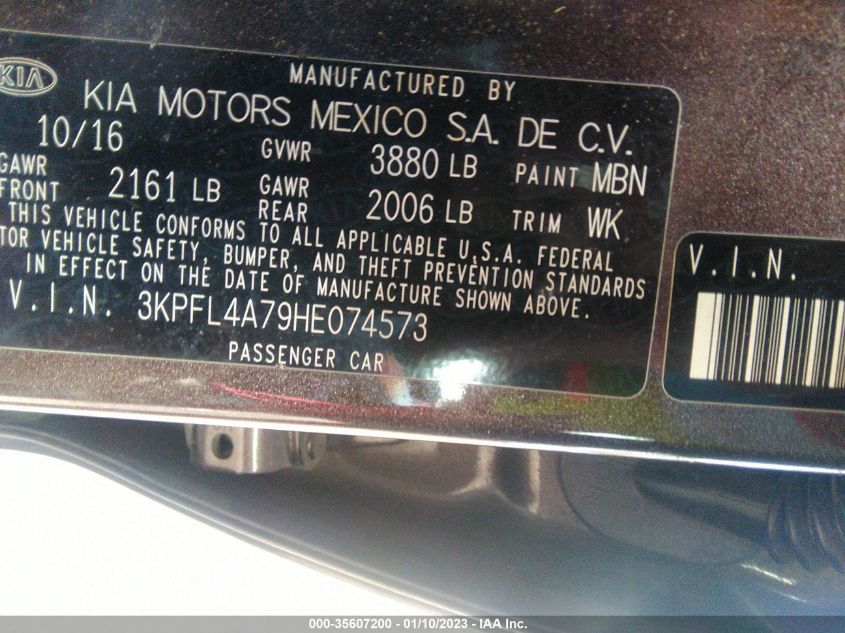 KIA
MANUFACTURED BY
KIA MOTORS MEXICO S.A. DE C.V.
10/16 GVWR 3880 LB PAINT MBN
GAWR FRONT 2161 LB GAWR REAR 2006 LB TRIM WK
THIS VEHICLE CONFORMS TO ALL APPLICABLE U.S.A. FEDERAL
TOR VEHICLE SAFETY, BUMPER, AND THEFT PREVENTION STANDARDS
IN EFFECT ON THE DATE OF MANUFACTURE SHOWN ABOVE.
V.I.N. 3KPFL4A79HE074573
PASSENGER CAR
V.I.N.
000-35607200 - 01/10/2023 - IAA Inc.